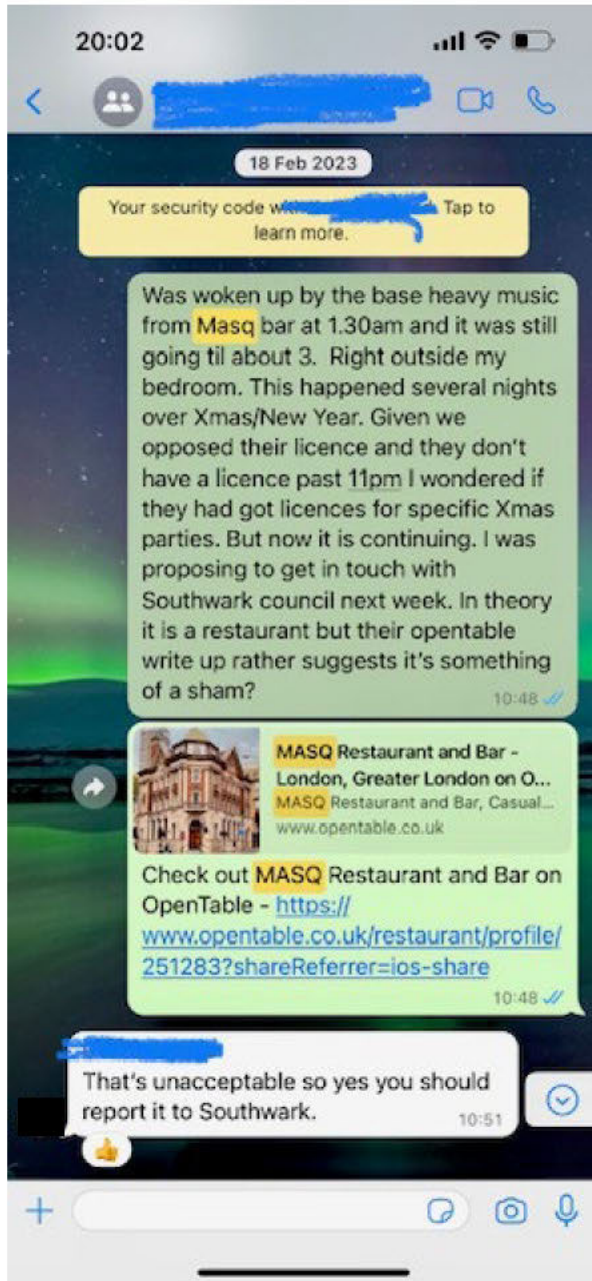 20:02
18 Feb 2023
Your security code Tap to
learn more.
Was woken up by the base heavy music
from Masq bar at 1.30am and it was still
going til about 3. Right outside my
bedroom. This happened several nights
over Xmas/New Year. Given we
opposed their licence and they don't
have a licence past 11pm I wondered if
they had got licences for specific Xmas
parties. But now it is continuing. I was
proposing to get in touch with
Southwark council next week. In theory
it is a restaurant but their opentable
write up rather suggests it's something
of a sham?
10:48
MASQ Restaurant and Bar -
London, Greater London on O...
MASQ Restaurant and Bar, Casual...
www.opentable.co.uk
Check out MASQ Restaurant and Bar on
OpenTable - https://
www.opentable.co.uk/restaurant/profile/
251283?shareReferrer=ios-share
10:48
That's unacceptable so yes you should
report it to Southwark.
10:51